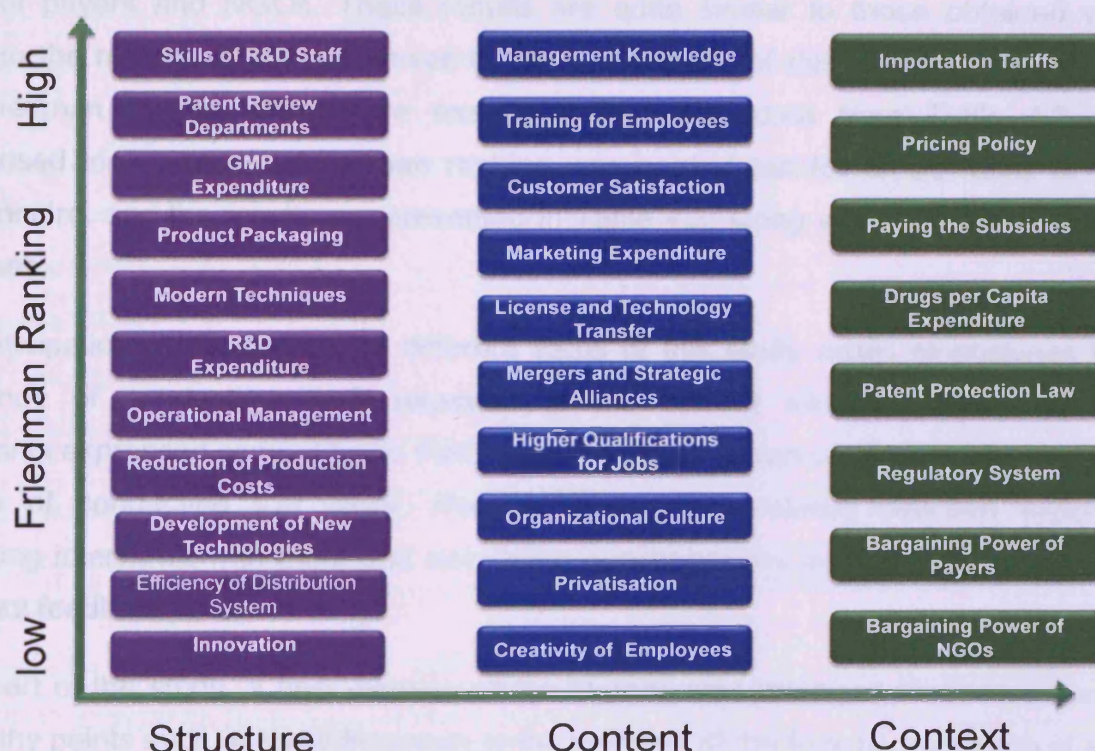 High
Friedman Ranking
low
Skills of R&D Staff
Patent Review
Departments
GMP
Expenditure
Product Packaging
Modern Techniques
R&D
Expenditure
Operational Management
Reduction of Production
Costs
Development of New
Technologies
Efficiency of Distribution
System
Innovation
Structure
Management Knowledge
Training for Employees
Customer Satisfaction
Marketing Expenditure
License and Technology
Transfer
Mergers and Strategic
Alliances
Higher Qualifications
for Jobs
Organizational Culture
Privatisation
Creativity of Employees
Content
Importation Tariffs
Pricing Policy
Paying the Subsidies
Drugs per Capita
Expenditure
Patent Protection Law
Regulatory System
Bargaining Power of
Payers
Bargaining Power of
NGOs
Context